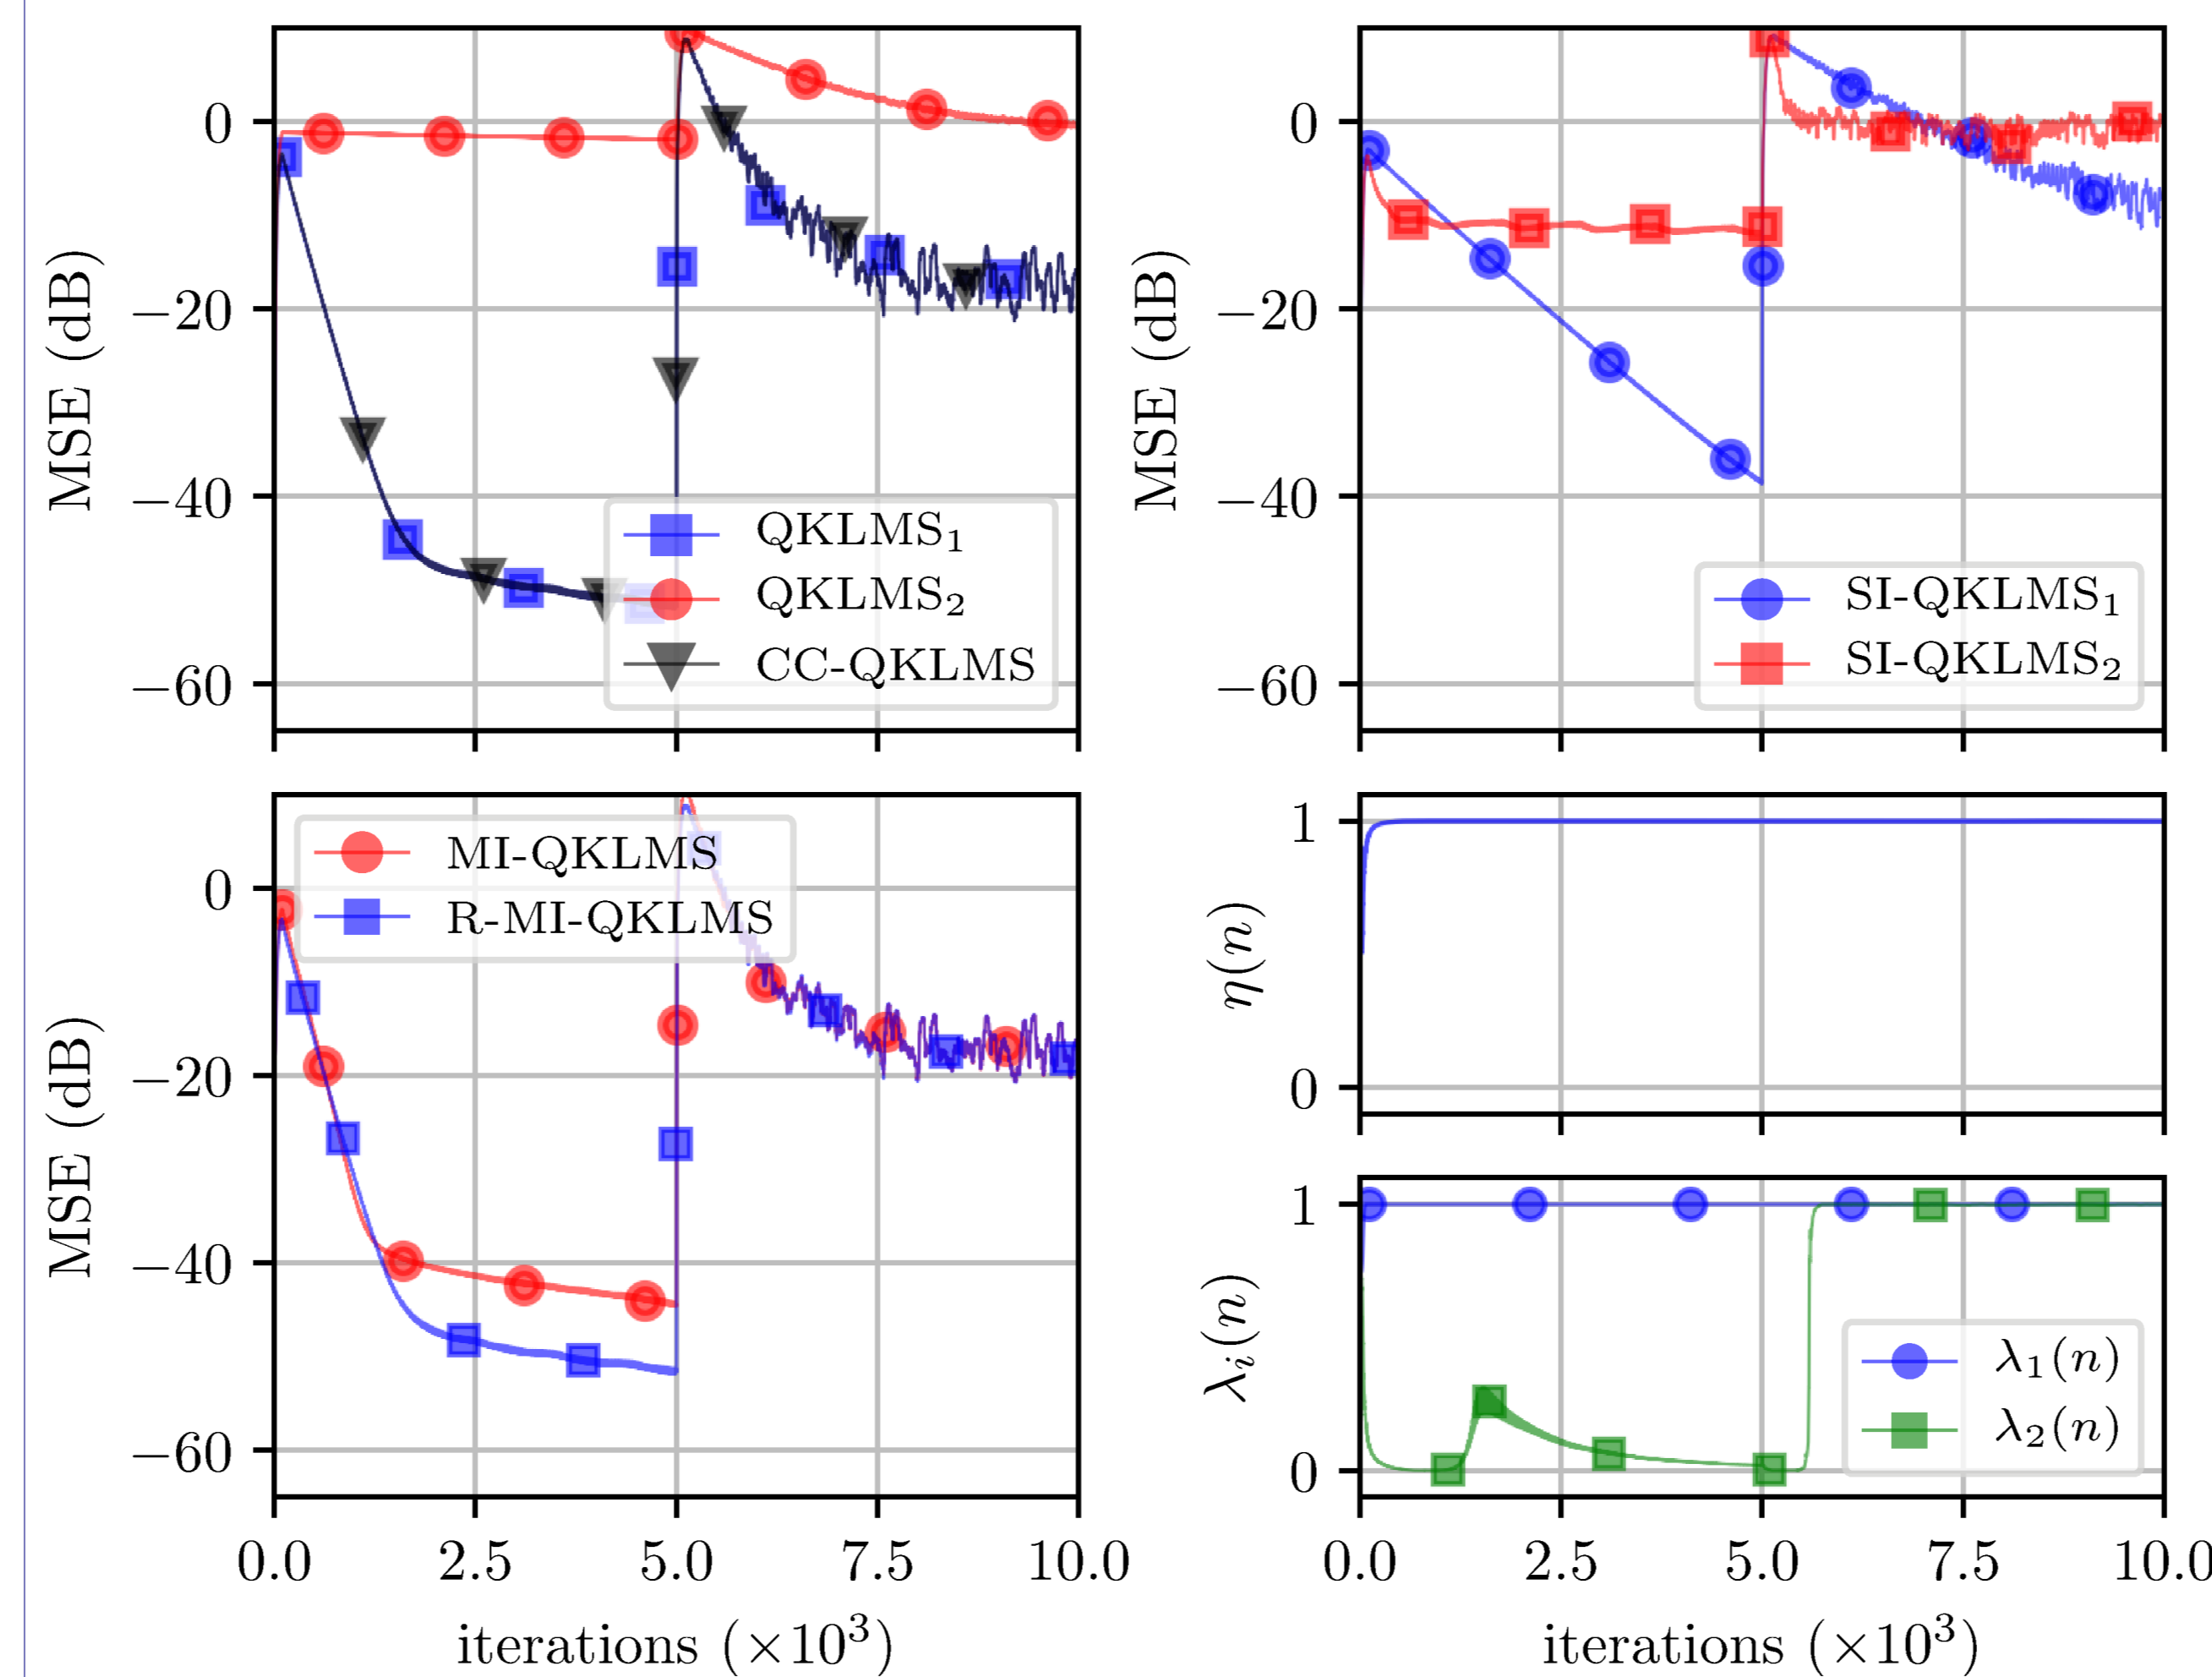 MSE (dB)
0
−20
−40
−60
QKLMS₁
QKLMS₂
CC-QKLMS
MSE (dB)
0
−20
−40
−60
SI-QKLMS₁
SI-QKLMS₂
MSE (dB)
0
−20
−40
−60
MI-QKLMS
R-MI-QKLMS
0.0 2.5 5.0 7.5 10.0
iterations (×10³)
η(n)
1
0
λᵢ(n)
1
0
λ₁(n)
λ₂(n)
0.0 2.5 5.0 7.5 10.0
iterations (×10³)